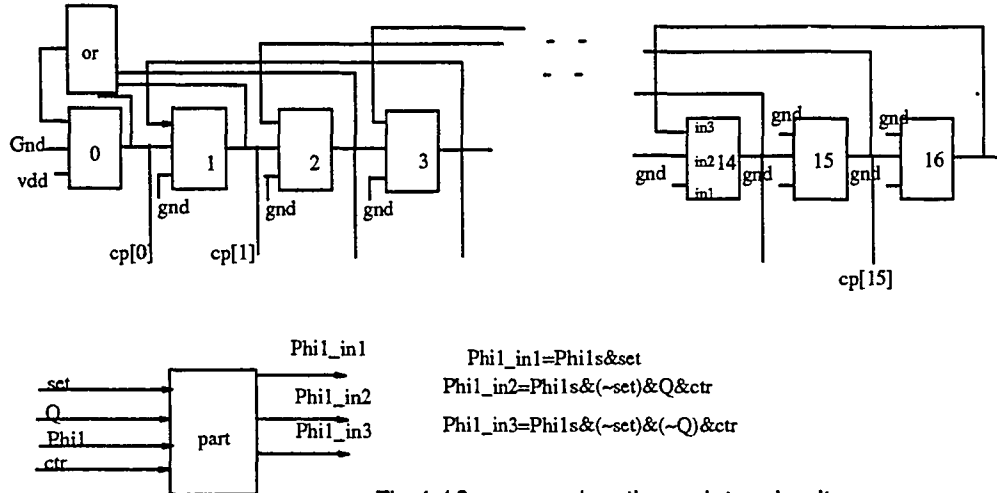 or
Gnd
vdd
0
1
2
3
gnd
gnd
gnd
cp[0]
cp[1]
in3
in2
in1
14
15
16
gnd
gnd
gnd
gnd
gnd
cp[15]
set
Q
Phi1
ctr
part
Phi1_in1
Phi1_in2
Phi1_in3
Phi1_in1=Phi1s&set
Phi1_in2=Phi1s&(~set)&Q&ctr
Phi1_in3=Phi1s&(~set)&(~Q)&ctr